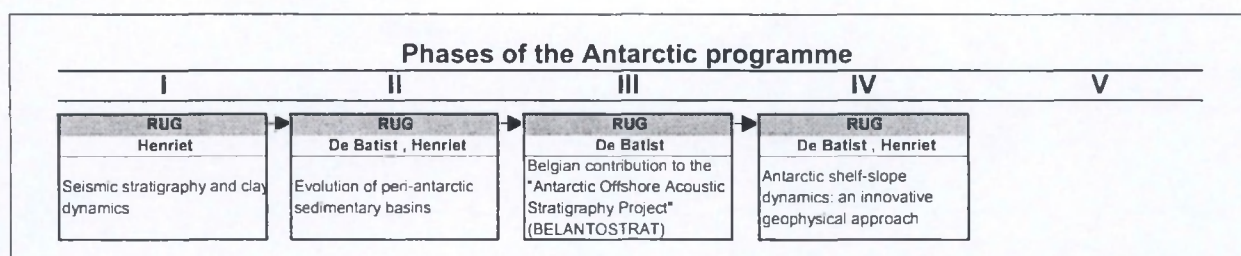 Phases of the Antarctic programme
I II III IV V
RUG
Henriet
Seismic stratigraphy and clay
dynamics
RUG
De Batist , Henriet
Evolution of peri-antarctic
sedimentary basins
RUG
De Batist
Belgian contribution to the
"Antarctic Offshore Acoustic
Stratigraphy Project"
(BELANTOSTRAT)
RUG
De Batist , Henriet
Antarctic shelf-slope
dynamics: an innovative
geophysical approach